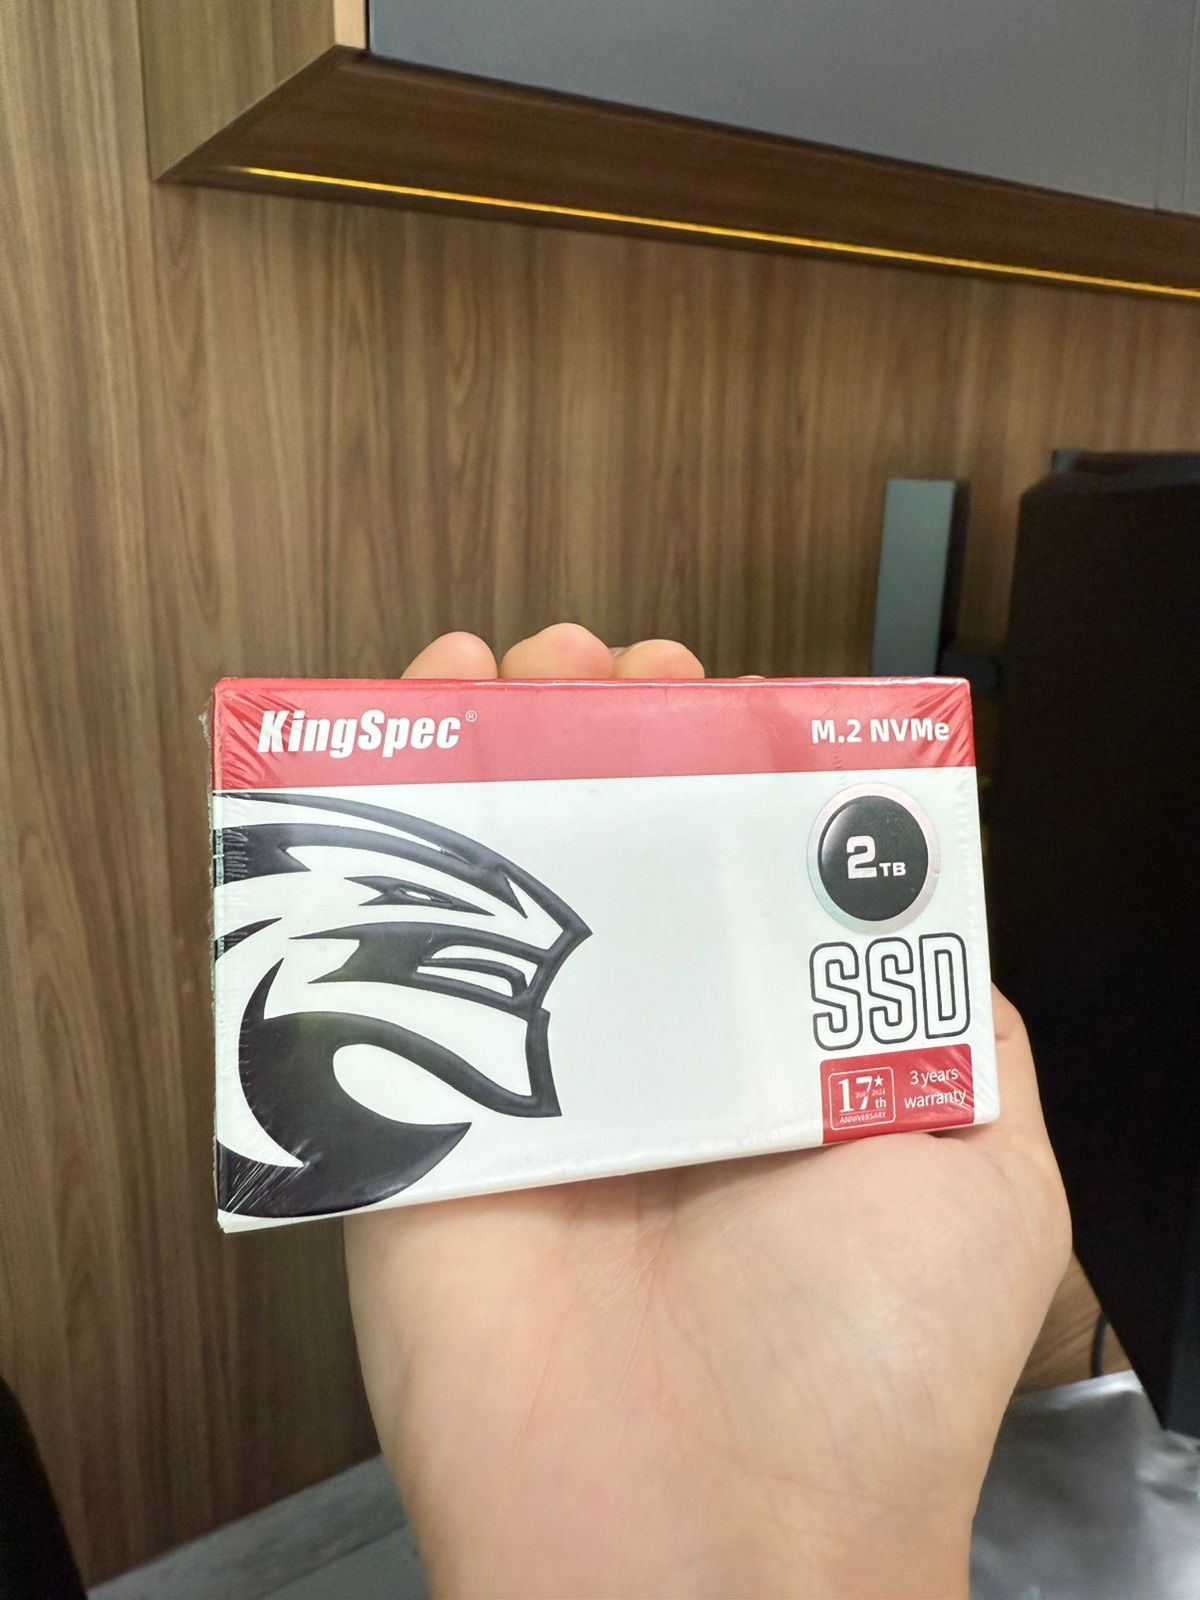 KingSpec®
M.2 NVMe
2TB
SSD
17th
ANNIVERSARY
3 years
warranty